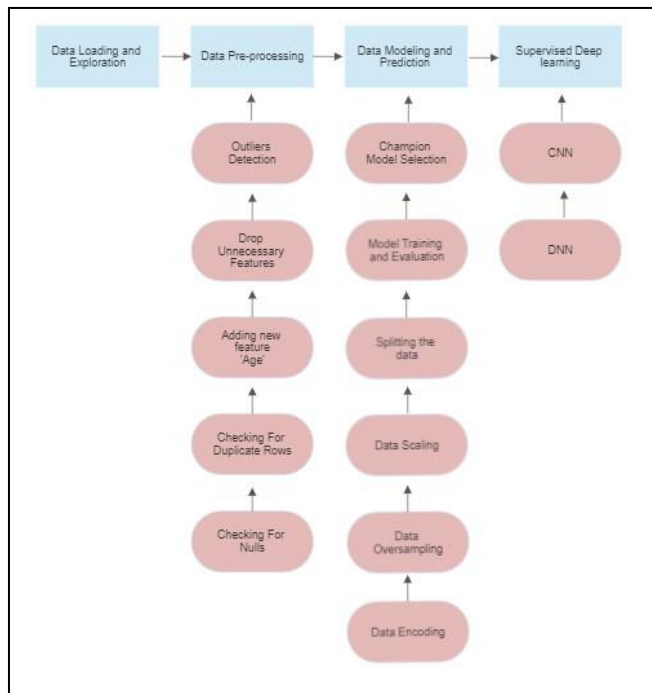 Data Loading and
Exploration
Data Pre-processing
Data Modeling and
Prediction
Supervised Deep
learning
Outliers
Detection
Drop
Unnecessary
Features
Adding new
feature
'Age'
Checking For
Duplicate Rows
Checking For
Nulls
Champion
Model Selection
Model Training
and Evaluation
Splitting the
data
Data Scaling
Data
Oversampling
Data Encoding
CNN
DNN